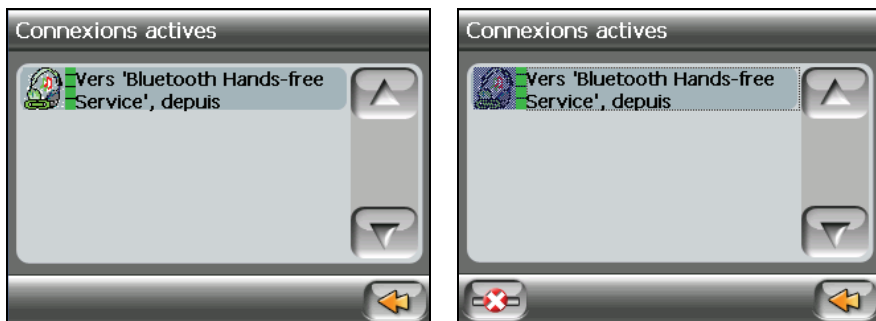 Connexions actives
Vers 'Bluetooth Hands-free
Service', depuis
Connexions actives
Vers 'Bluetooth Hands-free
Service', depuis